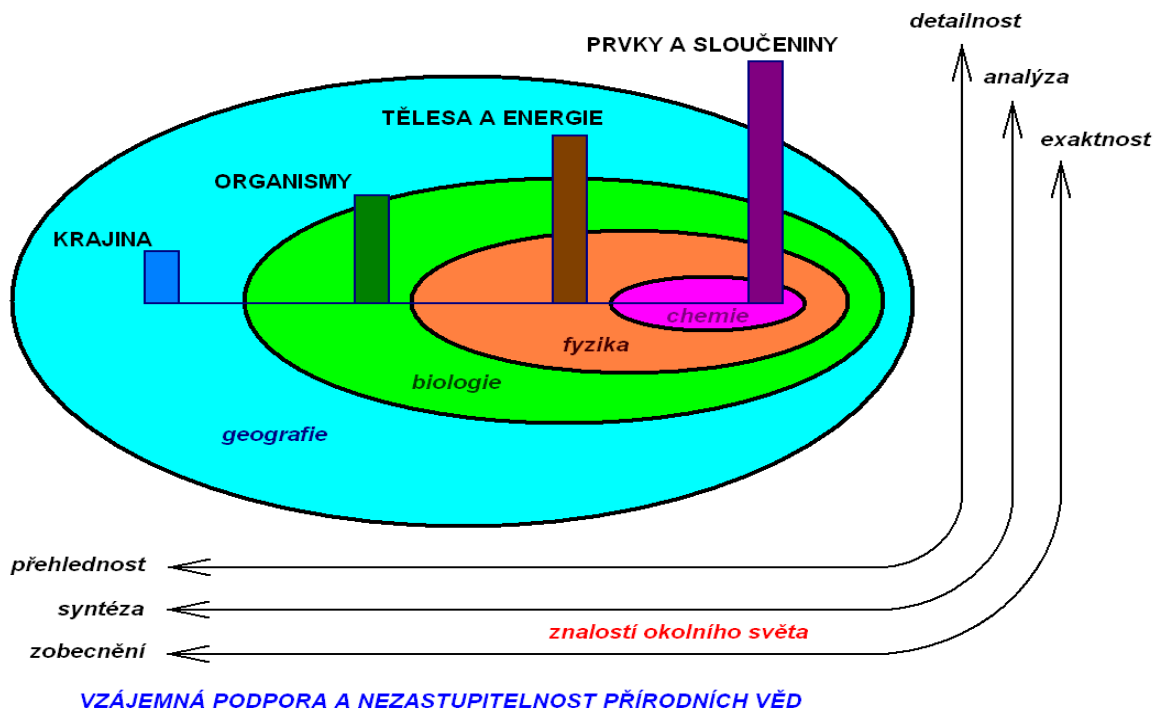 detailnost
PRVKY A SLOUČENINY
analýza
TĚLESA A ENERGIE
exaktnost
ORGANISMY
KRAJINA
chemie
fyzika
biologie
geografie
přehlednost
syntéza
znalostí okolního světa
zobecnění
VZÁJEMNÁ PODPORA A NEZASTUPITELNOST PŘÍRODNÍCH VĚD